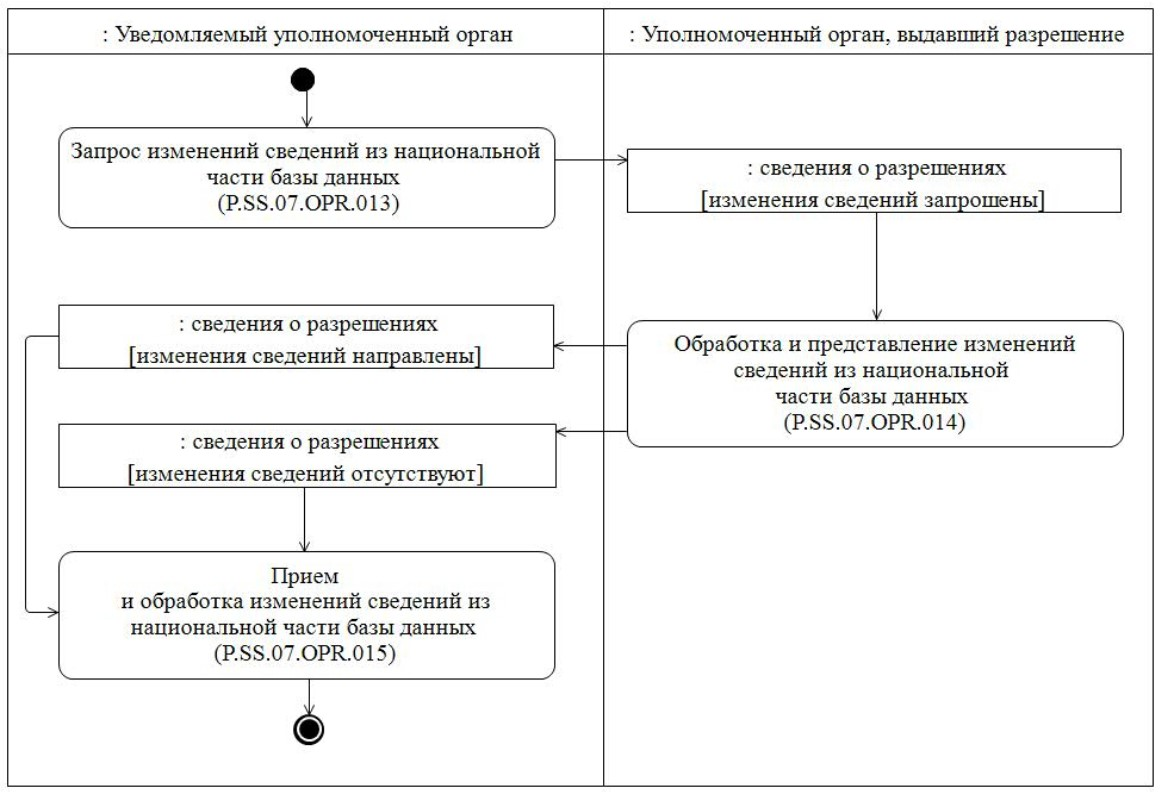 : Уведомляемый уполномоченный орган
: Уполномоченный орган, выдавший разрешение
Запрос изменений сведений из национальной
части базы данных
(P.SS.07.OPR.013)
: сведения о разрешениях
[изменения сведений запрошены]
Обработка и представление изменений
сведений из национальной
части базы данных
(P.SS.07.OPR.014)
: сведения о разрешениях
[изменения сведений направлены]
: сведения о разрешениях
[изменения сведений отсутствуют]
Прием
и обработка изменений сведений из
национальной части базы данных
(P.SS.07.OPR.015)